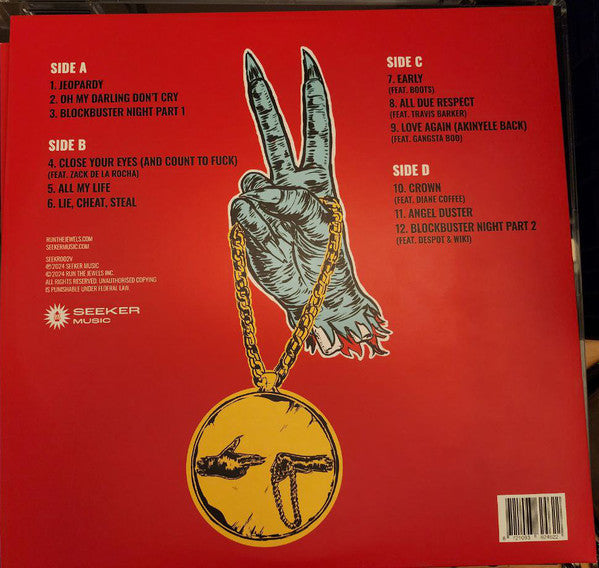 SIDE A
1. JEOPARDY
2. OH MY DARLING DON'T CRY
3. BLOCKBUSTER NIGHT PART 1
SIDE B
4. CLOSE YOUR EYES (AND COUNT TO FUCK)
(FEAT. ZACK DE LA ROCHA)
5. ALL MY LIFE
6. LIE, CHEAT, STEAL
RUNTHEJEWELS.COM
SEEKERMUSIC.COM
SEEKR002V
℗2024 SEEKER MUSIC
©2024 RUN THE JEWELS INC.
ALL RIGHTS RESERVED. UNAUTHORISED COPYING
IS PUNISHABLE UNDER FEDERAL LAW.
SEEKER
MUSIC
SIDE C
7. EARLY
(FEAT. BOOTS)
8. ALL DUE RESPECT
(FEAT. TRAVIS BARKER)
9. LOVE AGAIN (AKINYELE BACK)
(FEAT. GANGSTA BOO)
SIDE D
10. CROWN
(FEAT. DIANE COFFEE)
11. ANGEL DUSTER
12. BLOCKBUSTER NIGHT PART 2
(FEAT. DESPOT & WIKI)